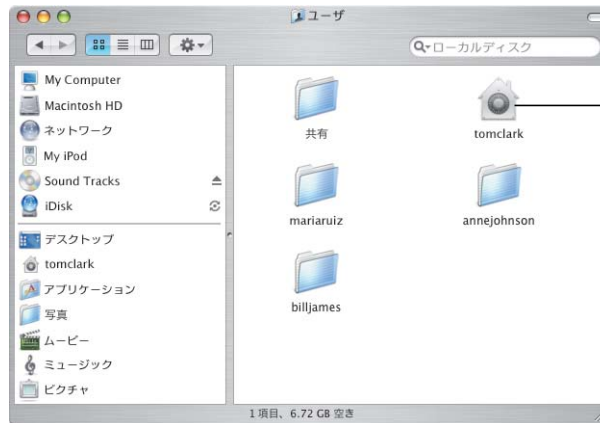 ユーザ
ローカルディスク
My Computer
Macintosh HD
ネットワーク
My iPod
Sound Tracks
iDisk
デスクトップ
tomclark
アプリケーション
写真
ムービー
ミュージック
ピクチャ
共有
tomclark
mariaruiz
annejohnson
billjames
1 項目、6.72 GB 空き